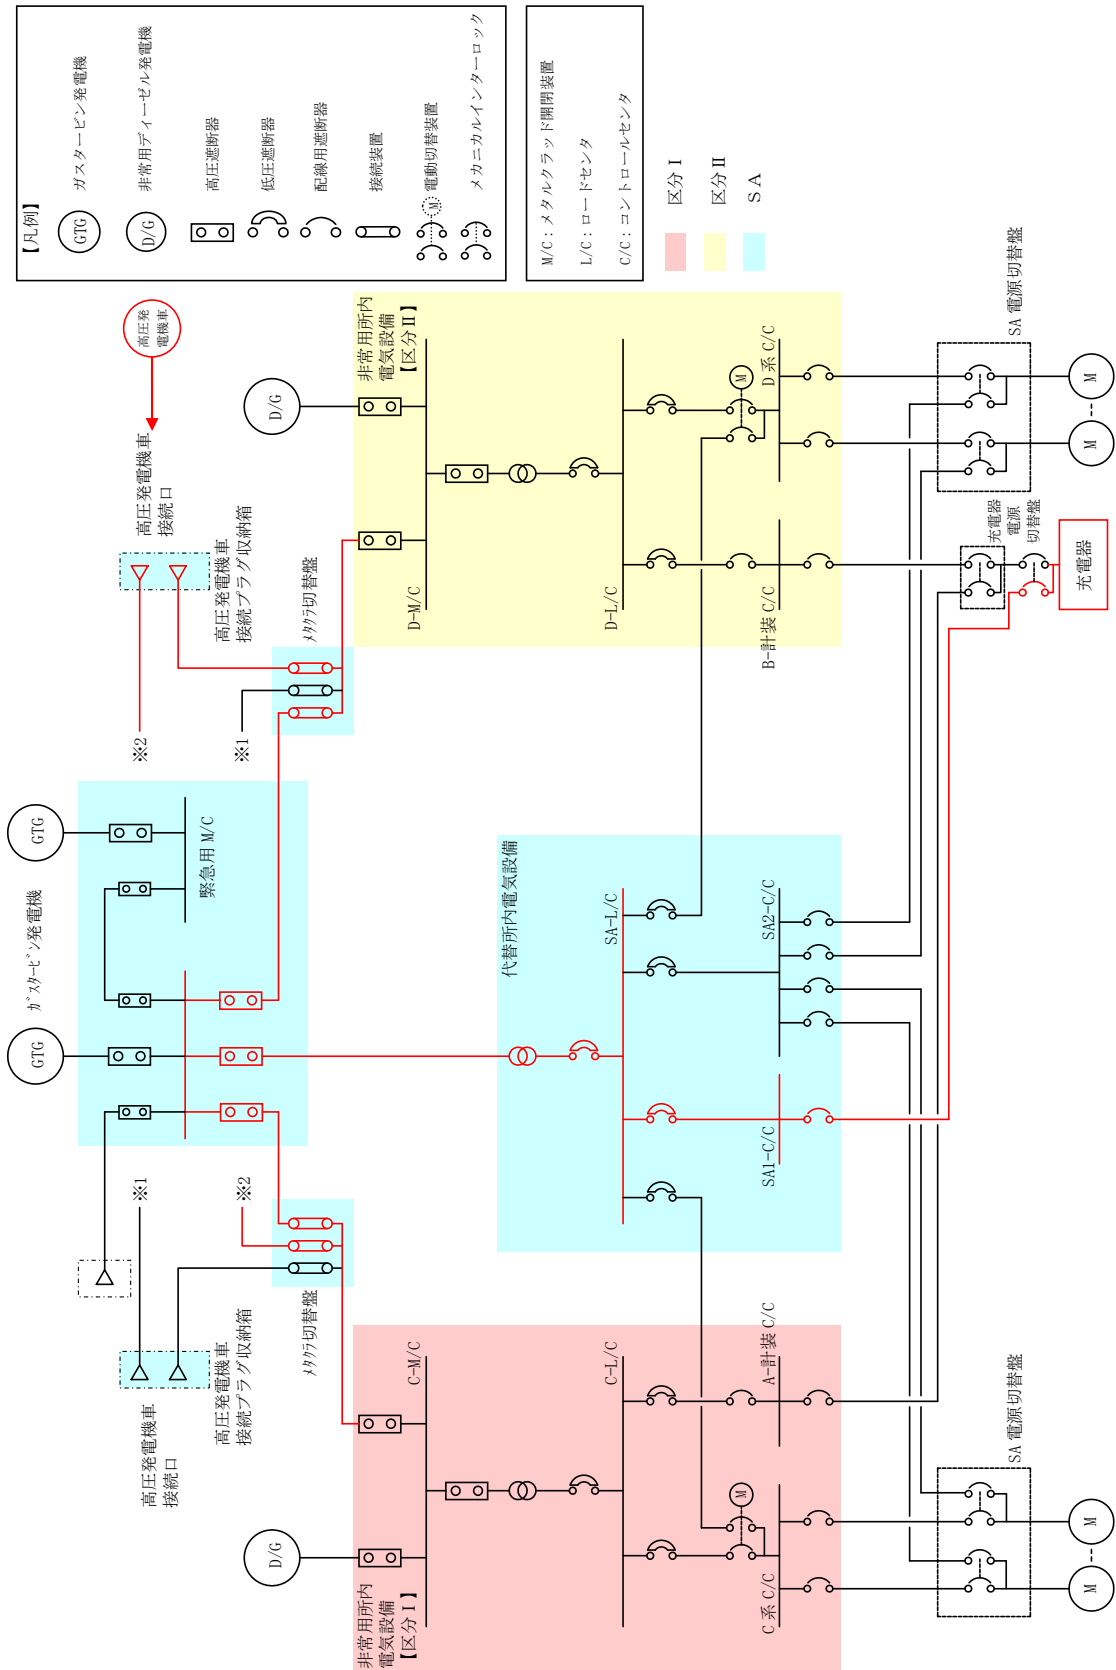 【凡例】
GTG
ガスタービン発電機
D/G
非常用ディーゼル発電機
高圧遮断器
低圧遮断器
配線用遮断器
接続装置
M
電動切替装置
メカニカルインターロック
M/C：メタルクラッド開閉装置
L/C：ロードセンタ
C/C：コントロールセンタ
区分Ⅰ
区分Ⅱ
ＳＡ
高圧発
電機車
高圧発電機車
接続口
高圧発電機車
接続プラグ収納箱
ﾒﾀｸﾗ切替盤
※2
※1
D/G
非常用所内
電気設備
【区分Ⅱ】
D-M/C
D-L/C
M
D系 C/C
B-計装 C/C
SA 電源切替盤
M
M
充電器
電源
切替盤
充電器
GTG
GTG
ｶﾞｽﾀｰﾋﾞﾝ発電機
緊急用 M/C
代替所内電気設備
SA-L/C
SA2-C/C
SA1-C/C
※1
※2
高圧発電機車
接続口
高圧発電機車
接続プラグ収納箱
ﾒﾀｸﾗ切替盤
D/G
非常用所内
電気設備
【区分Ⅰ】
C-M/C
C-L/C
M
A-計装 C/C
C系 C/C
SA 電源切替盤
M
M